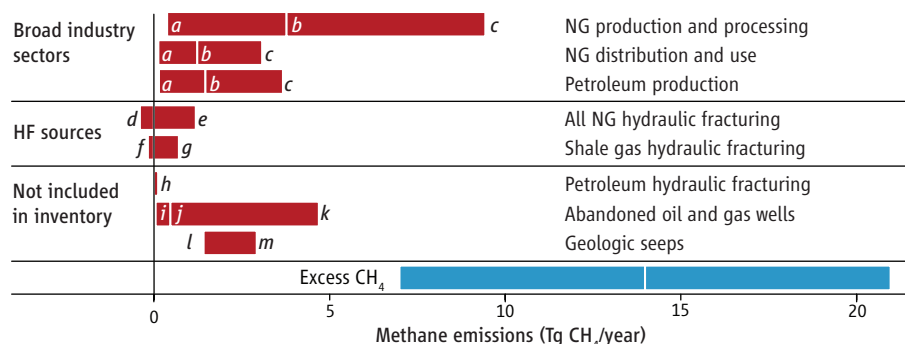 Broad industry
sectors
a b c NG production and processing
a b c NG distribution and use
a b c Petroleum production
HF sources
d e All NG hydraulic fracturing
f g Shale gas hydraulic fracturing
Not included
in inventory
h Petroleum hydraulic fracturing
i j k Abandoned oil and gas wells
l m Geologic seeps
Excess CH₄
0 5 10 15 20
Methane emissions (Tg CH₄/year)